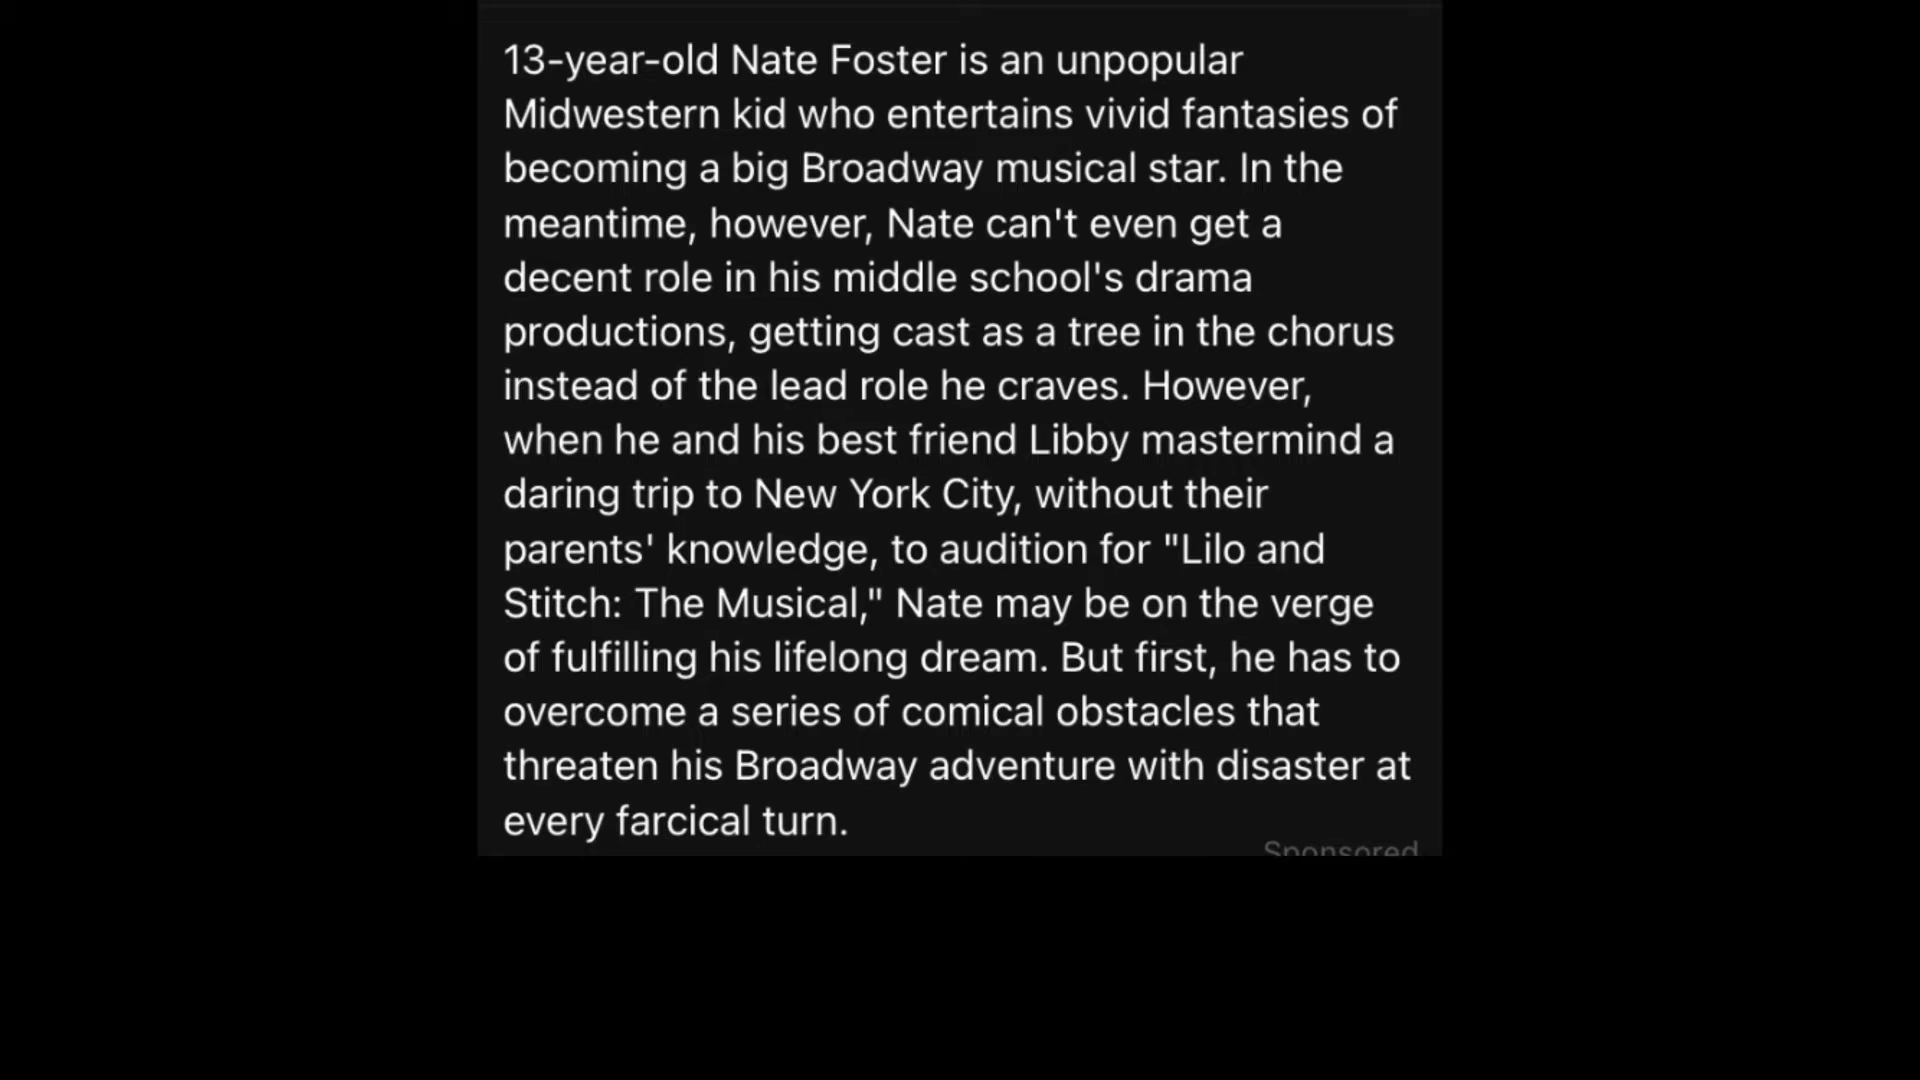 13-year-old Nate Foster is an unpopular
Midwestern kid who entertains vivid fantasies of
becoming a big Broadway musical star. In the
meantime, however, Nate can't even get a
decent role in his middle school's drama
productions, getting cast as a tree in the chorus
instead of the lead role he craves. However,
when he and his best friend Libby mastermind a
daring trip to New York City, without their
parents' knowledge, to audition for "Lilo and
Stitch: The Musical," Nate may be on the verge
of fulfilling his lifelong dream. But first, he has to
overcome a series of comical obstacles that
threaten his Broadway adventure with disaster at
every farcical turn.
Sponsored